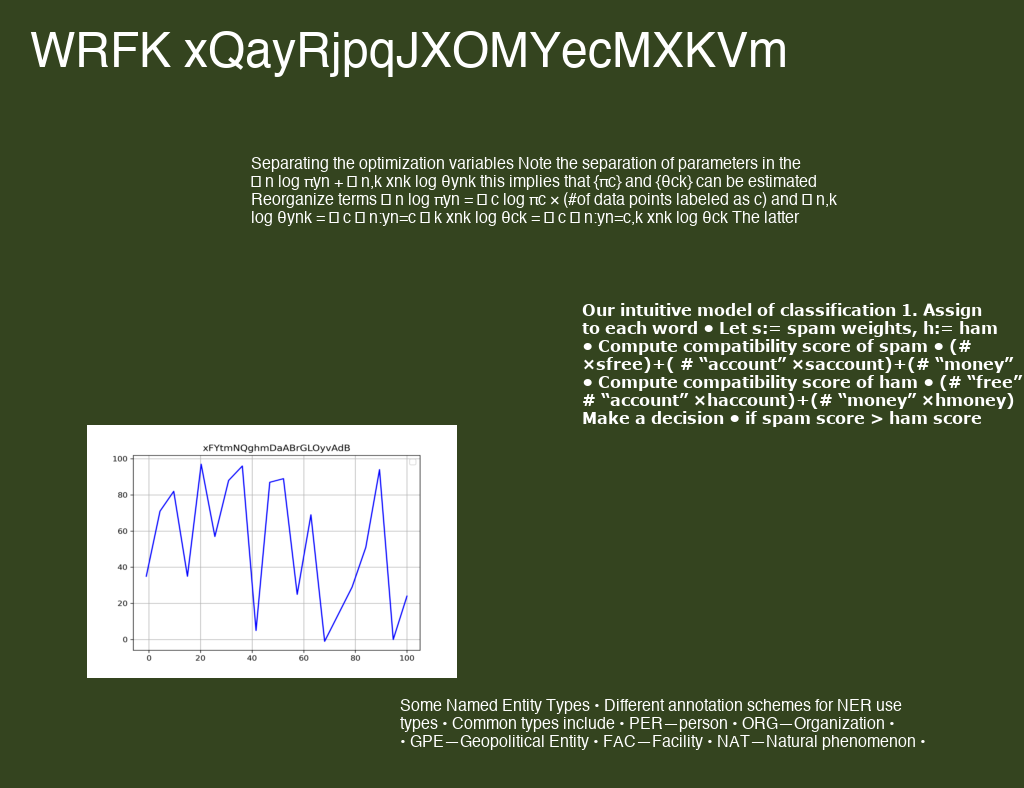 WRFK xQayRjpqJXOMYecMXKVm
Separating the optimization variables Note the separation of parameters in the
□ n log πyn + □ n,k xnk log θynk this implies that {πc} and {θck} can be estimated
Reorganize terms □ n log πyn = □ c log πc × (#of data points labeled as c) and □ n,k
log θynk = □ c □ n:yn=c □ k xnk log θck = □ c □ n:yn=c,k xnk log θck The latter
Our intuitive model of classification 1. Assign
to each word • Let s:= spam weights, h:= ham
• Compute compatibility score of spam • (#
×sfree)+( # “account” ×saccount)+(# “money”
• Compute compatibility score of ham • (# “free”
# “account” ×haccount)+(# “money” ×hmoney)
Make a decision • if spam score > ham score
xFYtmNQghmDaABrGLOyvAdB
100
80
60
40
20
0
0 20 40 60 80 100
Some Named Entity Types • Different annotation schemes for NER use
types • Common types include • PER—person • ORG—Organization •
• GPE—Geopolitical Entity • FAC—Facility • NAT—Natural phenomenon •